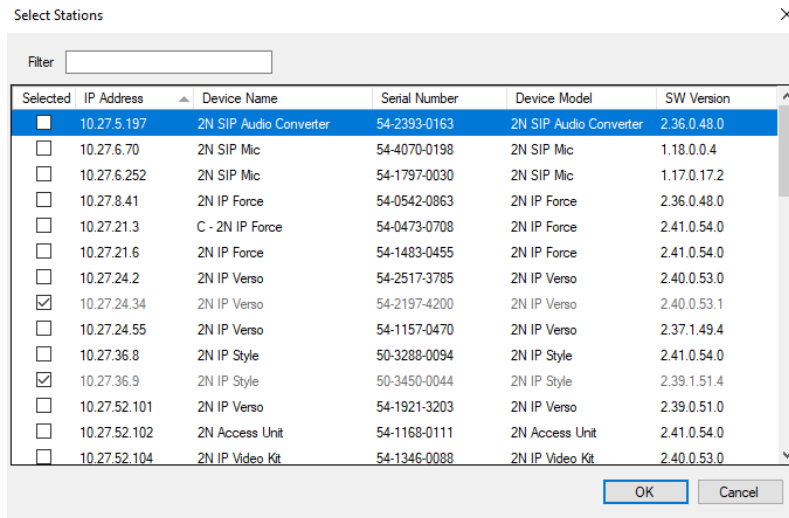 Select Stations
Filter
Selected IP Address Device Name Serial Number Device Model SW Version
10.27.5.197 2N SIP Audio Converter 54-2393-0163 2N SIP Audio Converter 2.36.0.48.0
10.27.6.70 2N SIP Mic 54-4070-0198 2N SIP Mic 1.18.0.0.4
10.27.6.252 2N SIP Mic 54-1797-0030 2N SIP Mic 1.17.0.17.2
10.27.8.41 2N IP Force 54-0542-0863 2N IP Force 2.36.0.48.0
10.27.21.3 C - 2N IP Force 54-0473-0708 2N IP Force 2.41.0.54.0
10.27.21.6 2N IP Force 54-1483-0455 2N IP Force 2.41.0.54.0
10.27.24.2 2N IP Verso 54-2517-3785 2N IP Verso 2.40.0.53.0
10.27.24.34 2N IP Verso 54-2197-4200 2N IP Verso 2.40.0.53.1
10.27.24.55 2N IP Verso 54-1157-0470 2N IP Verso 2.37.1.49.4
10.27.36.8 2N IP Style 50-3288-0094 2N IP Style 2.41.0.54.0
10.27.36.9 2N IP Style 50-3450-0044 2N IP Style 2.39.1.51.4
10.27.52.101 2N IP Verso 54-1921-3203 2N IP Verso 2.39.0.51.0
10.27.52.102 2N Access Unit 54-1168-0111 2N Access Unit 2.41.0.54.0
10.27.52.104 2N IP Video Kit 54-1346-0088 2N IP Video Kit 2.40.0.53.0
OK Cancel